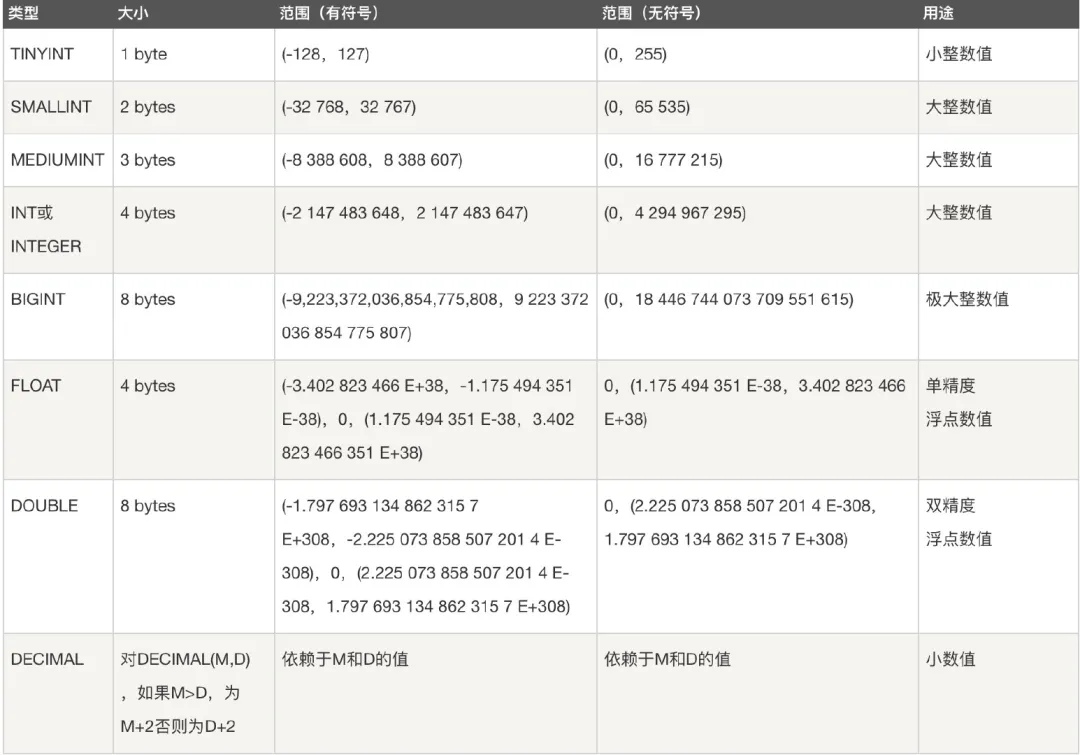 类型 大小 范围（有符号） 范围（无符号） 用途
TINYINT 1 byte (-128，127) (0，255) 小整数值
SMALLINT 2 bytes (-32 768，32 767) (0，65 535) 大整数值
MEDIUMINT 3 bytes (-8 388 608，8 388 607) (0，16 777 215) 大整数值
INT或 4 bytes (-2 147 483 648，2 147 483 647) (0，4 294 967 295) 大整数值
INTEGER
BIGINT 8 bytes (-9,223,372,036,854,775,808，9 223 372 (0，18 446 744 073 709 551 615) 极大整数值
036 854 775 807)
FLOAT 4 bytes (-3.402 823 466 E+38，-1.175 494 351 0，(1.175 494 351 E-38，3.402 823 466 单精度
E-38)，0，(1.175 494 351 E-38，3.402 E+38) 浮点数值
823 466 351 E+38)
DOUBLE 8 bytes (-1.797 693 134 862 315 7 0，(2.225 073 858 507 201 4 E-308， 双精度
E+308，-2.225 073 858 507 201 4 E- 1.797 693 134 862 315 7 E+308) 浮点数值
308)，0，(2.225 073 858 507 201 4 E-
308，1.797 693 134 862 315 7 E+308)
DECIMAL 对DECIMAL(M,D) 依赖于M和D的值 依赖于M和D的值 小数值
，如果M>D，为
M+2否则为D+2